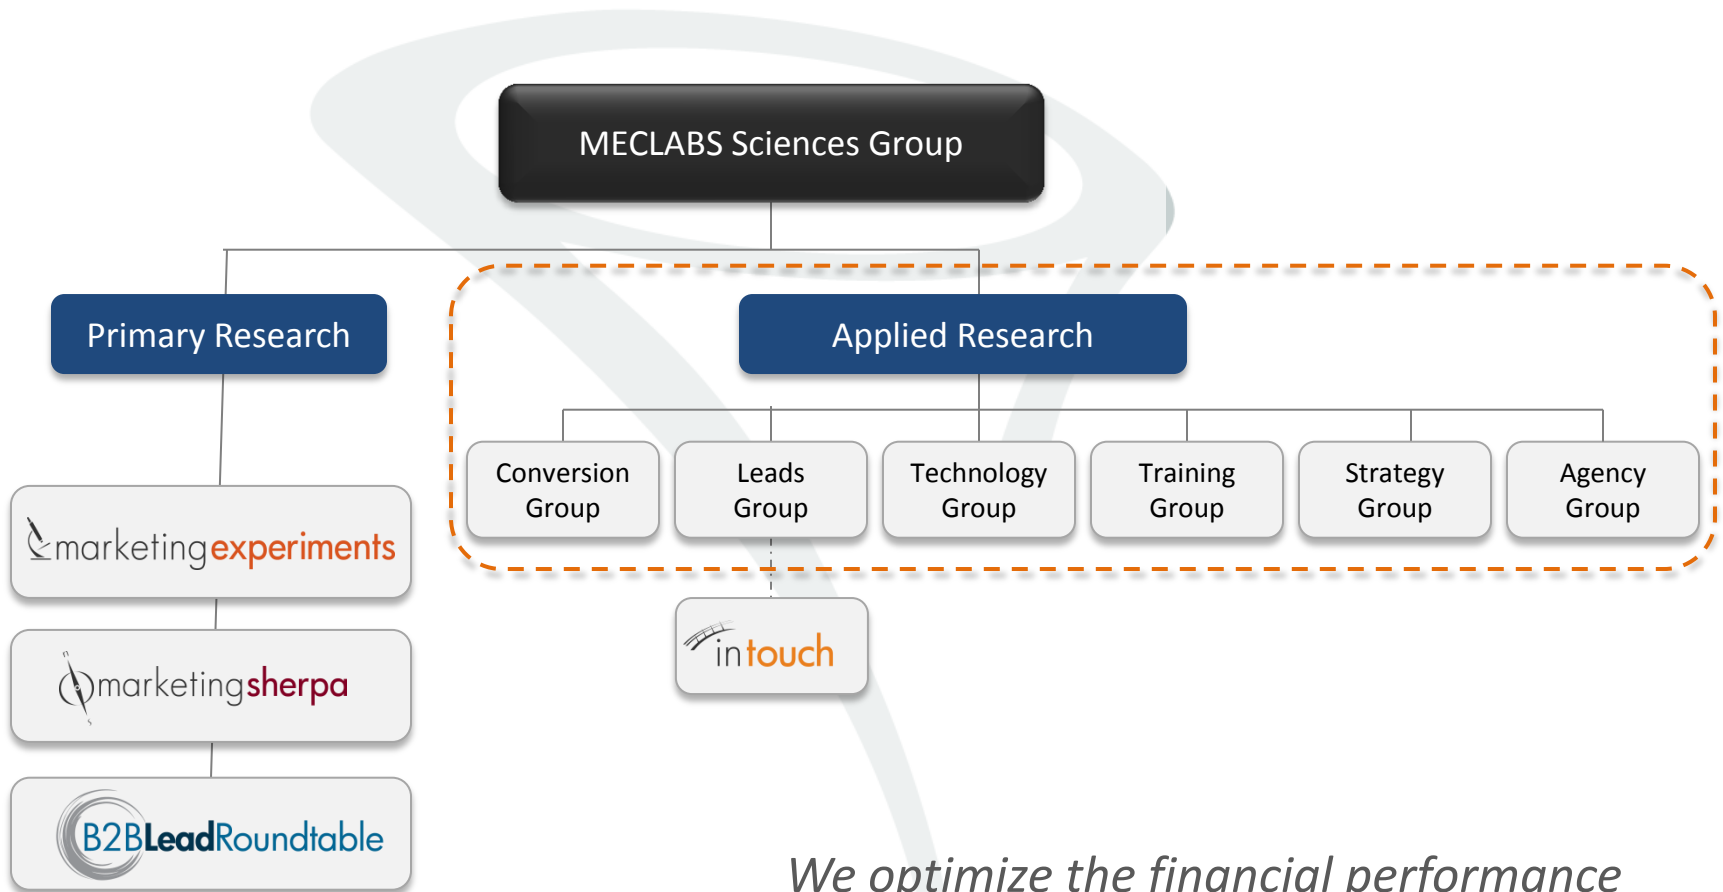 MECLABS Sciences Group
Primary Research
Applied Research
Conversion
Group
Leads
Group
Technology
Group
Training
Group
Strategy
Group
Agency
Group
marketingexperiments
intouch
marketingsherpa
B2BLeadRoundtable
We optimize the financial performance